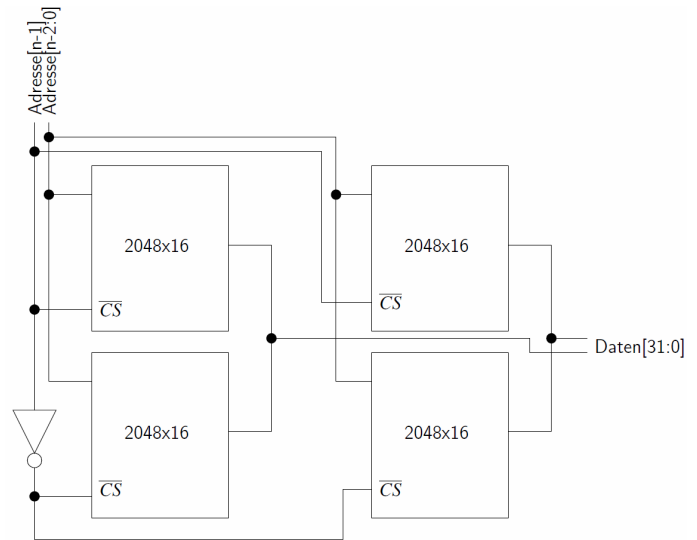 Adresse[n-1]
Adresse[n-2:0]
2048x16
2048x16
CS
CS
2048x16
2048x16
CS
CS
Daten[31:0]